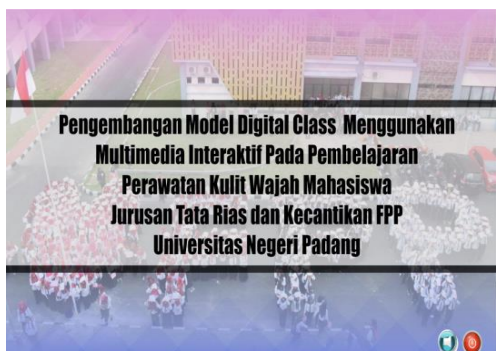 Pengembangan Model Digital Class Menggunakan
Multimedia Interaktif Pada Pembelajaran
Perawatan Kulit Wajah Mahasiswa
Jurusan Tata Rias dan Kecantikan FPP
Universitas Negeri Padang